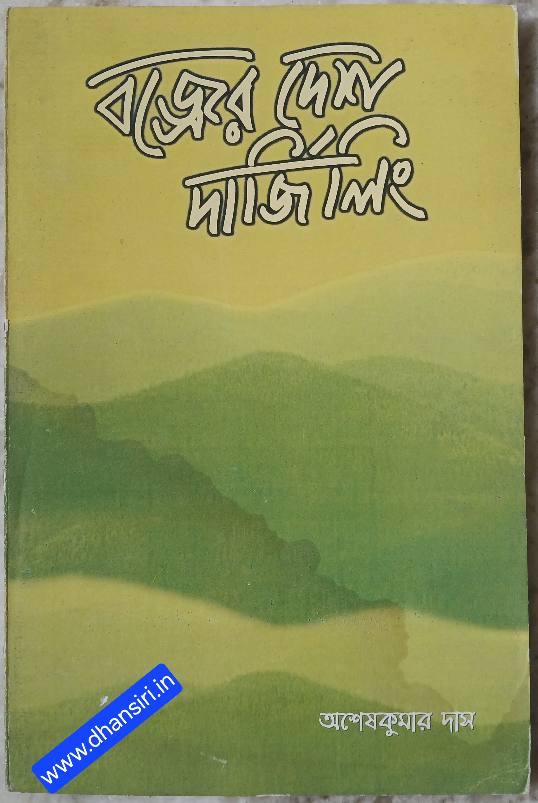 বজ্রের দেশ
দার্জিলিং
অশেষকুমার দাস
www.dhansiri.in